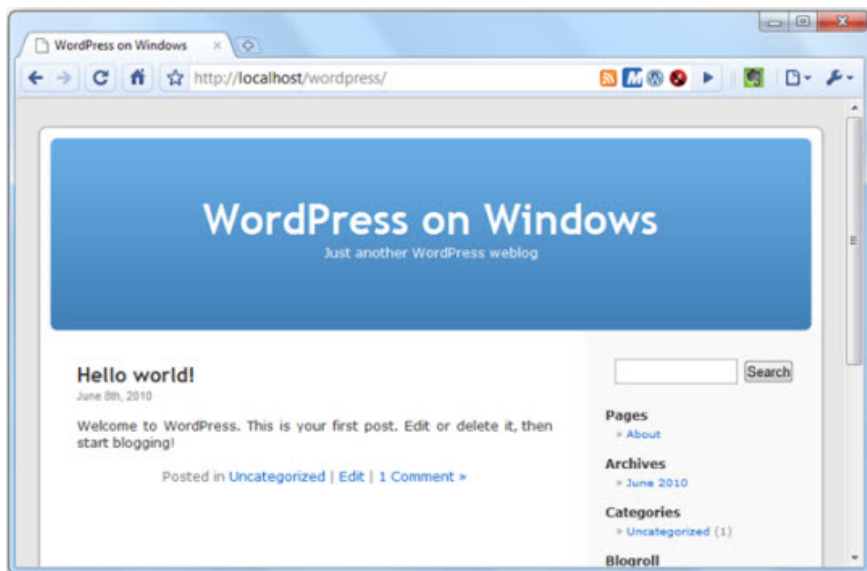 WordPress on Windows
http://localhost/wordpress/
WordPress on Windows
Just another WordPress weblog
Hello world!
June 8th, 2010
Welcome to WordPress. This is your first post. Edit or delete it, then
start blogging!
Posted in Uncategorized | Edit | 1 Comment »
Search
Pages
» About
Archives
» June 2010
Categories
» Uncategorized (1)
Blogroll